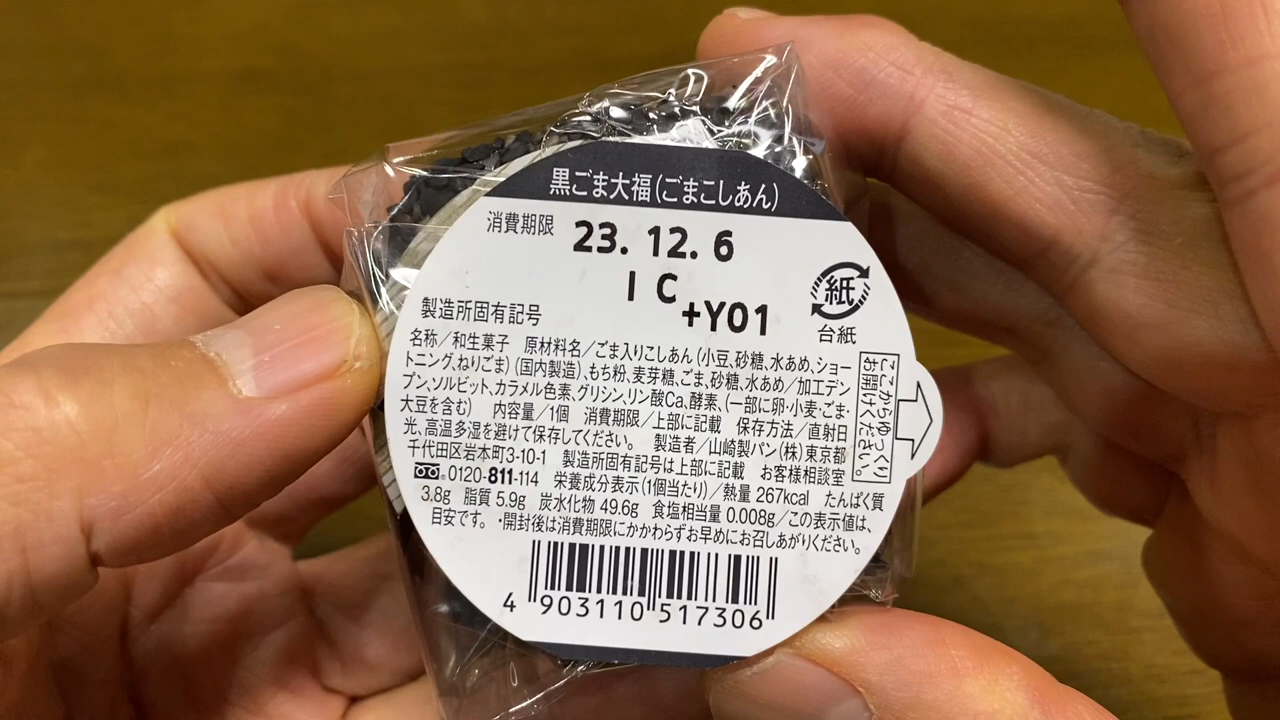 黒ごま大福(ごまこしあん)
消費期限 23.12.6
I C
製造所固有記号 +Y01
紙
台紙
名称/和生菓子 原材料名/ごま入りこしあん(小豆、砂糖、水あめ、ショー
トニング、ねりごま)(国内製造)、もち粉、麦芽糖、ごま、砂糖、水あめ/加工デン
プン、ソルビット、カラメル色素、グリシン、リン酸Ca、酵素、(一部に卵・小麦・ごま・
大豆を含む) 内容量/1個 消費期限/上部に記載 保存方法/直射日
光、高温多湿を避けて保存してください。 製造者/山崎製パン(株)東京都
千代田区岩本町3-10-1 製造所固有記号は上部に記載 お客様相談室
0120-811-114 栄養成分表示(1個当たり)/熱量 267kcal たんぱく質
3.8g 脂質 5.9g 炭水化物 49.6g 食塩相当量 0.008g/この表示値は、
目安です。 ・開封後は消費期限にかかわらずお早めにお召しあがりください。
ここからゆっくり
お開けください。
4 903110 517306